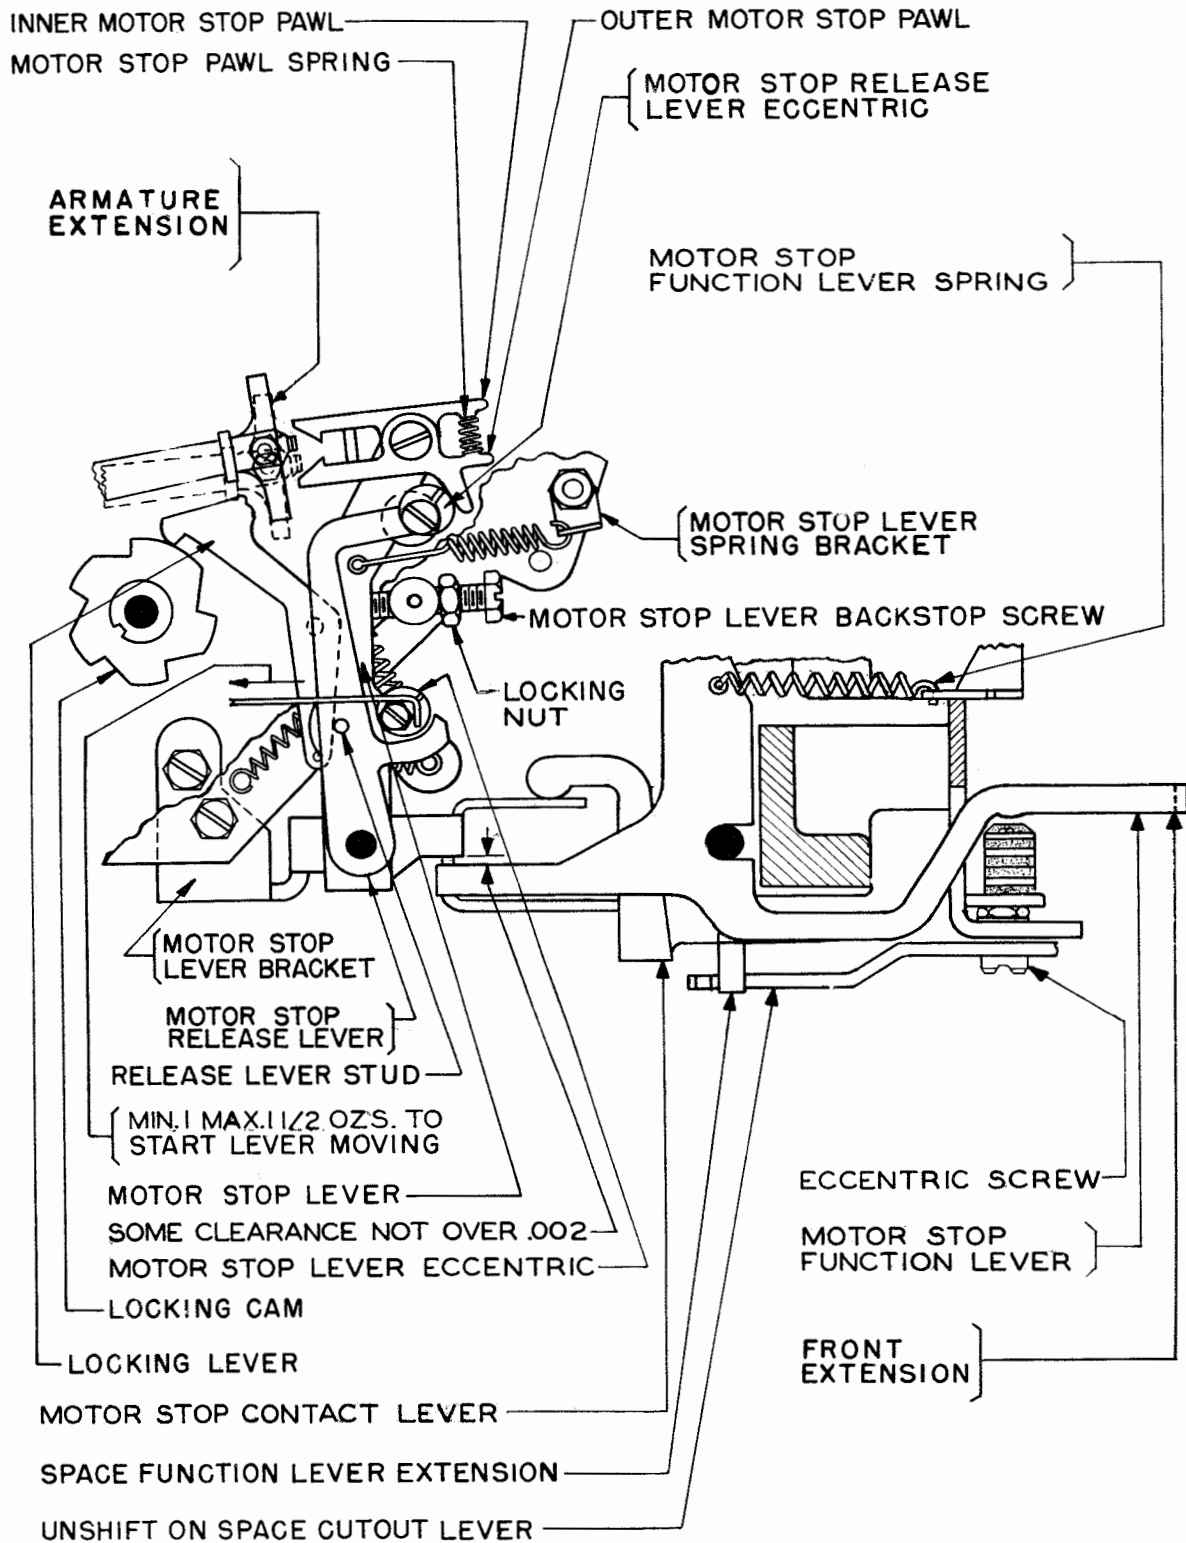 INNER MOTOR STOP PAWL
OUTER MOTOR STOP PAWL
MOTOR STOP PAWL SPRING
MOTOR STOP RELEASE
LEVER ECCENTRIC
ARMATURE
EXTENSION
MOTOR STOP
FUNCTION LEVER SPRING
MOTOR STOP LEVER
SPRING BRACKET
MOTOR STOP LEVER BACKSTOP SCREW
LOCKING
NUT
MOTOR STOP
LEVER BRACKET
MOTOR STOP
RELEASE LEVER
RELEASE LEVER STUD
MIN. 1 MAX. 1 1/2 OZS. TO
START LEVER MOVING
MOTOR STOP LEVER
SOME CLEARANCE NOT OVER .002
MOTOR STOP LEVER ECCENTRIC
LOCKING CAM
LOCKING LEVER
MOTOR STOP CONTACT LEVER
SPACE FUNCTION LEVER EXTENSION
UNSHIFT ON SPACE CUTOUT LEVER
ECCENTRIC SCREW
MOTOR STOP
FUNCTION LEVER
FRONT
EXTENSION